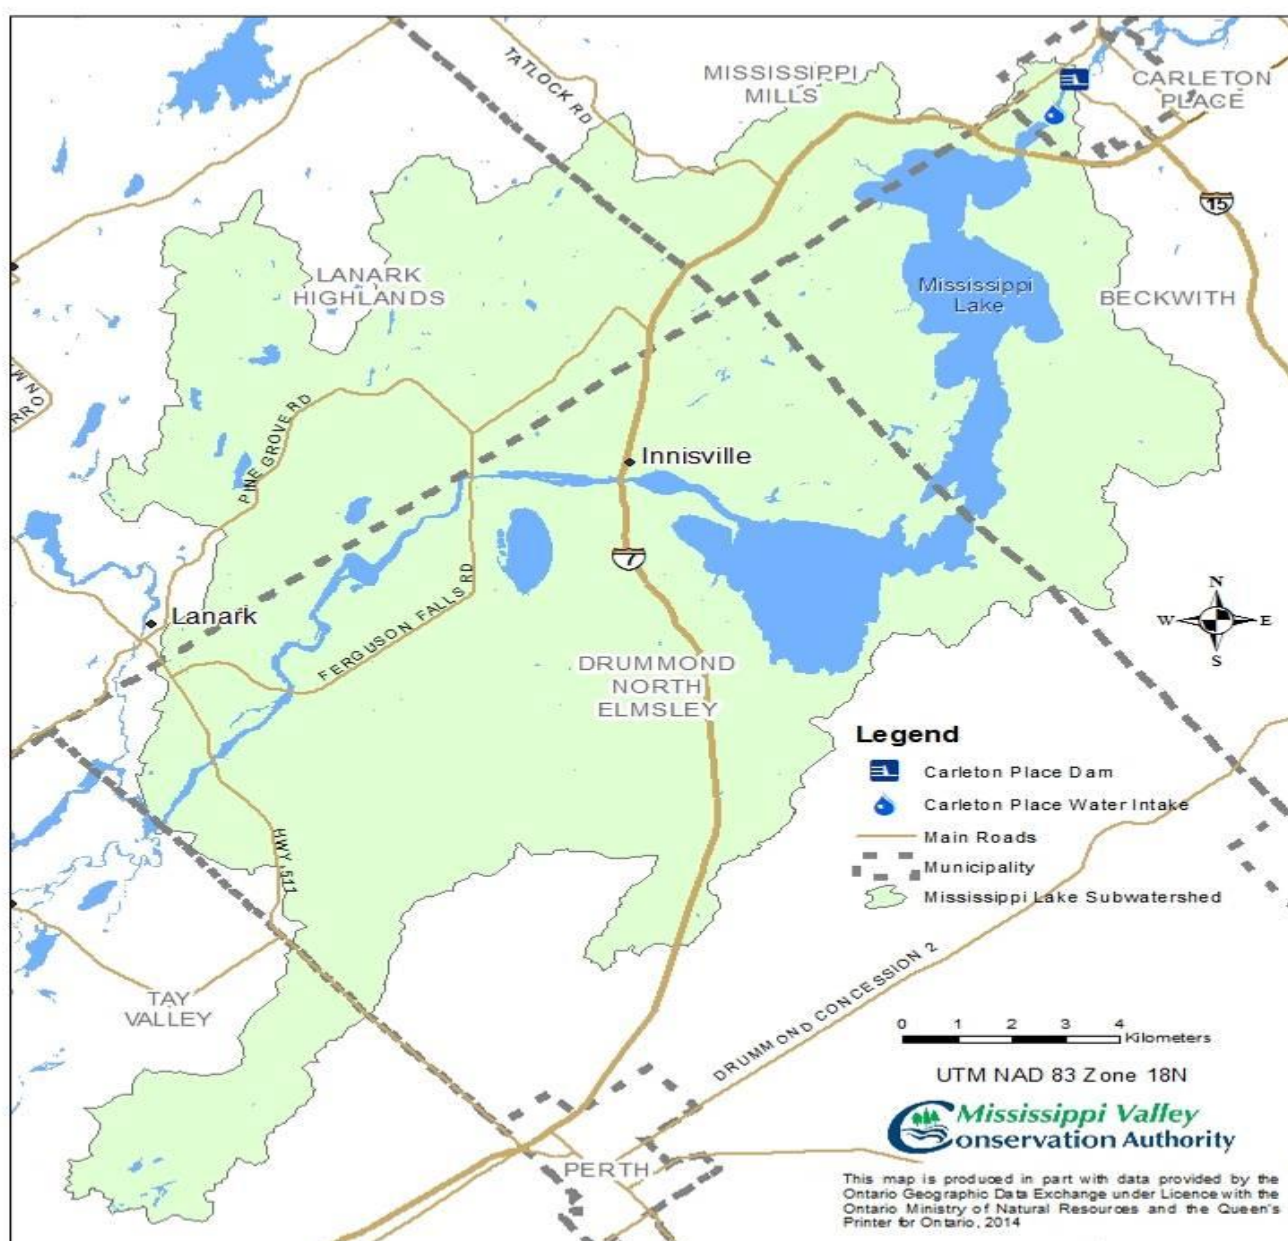 TATLOCK RD
MISSISSIPPI
MILLS
CARLETON
PLACE
15
LANARK
HIGHLANDS
Mississippi
Lake
BECKWITH
PINE GROVE RD
Innisville
7
Lanark
FERGUSON FALLS RD
N
W
E
S
DRUMMOND
NORTH
ELMSLEY
Legend
Carleton Place Dam
Carleton Place Water Intake
Main Roads
Municipality
Mississippi Lake Subwatershed
HWY 511
TAY
VALLEY
DRUMMOND CONCESSION 2
0 1 2 3 4
Kilometers
UTM NAD 83 Zone 18N
Mississippi Valley
Conservation Authority
PERTH
This map is produced in part with data provided by the
Ontario Geographic Data Exchange under Licence with the
Ontario Ministry of Natural Resources and the Queen's
Printer for Ontario, 2014